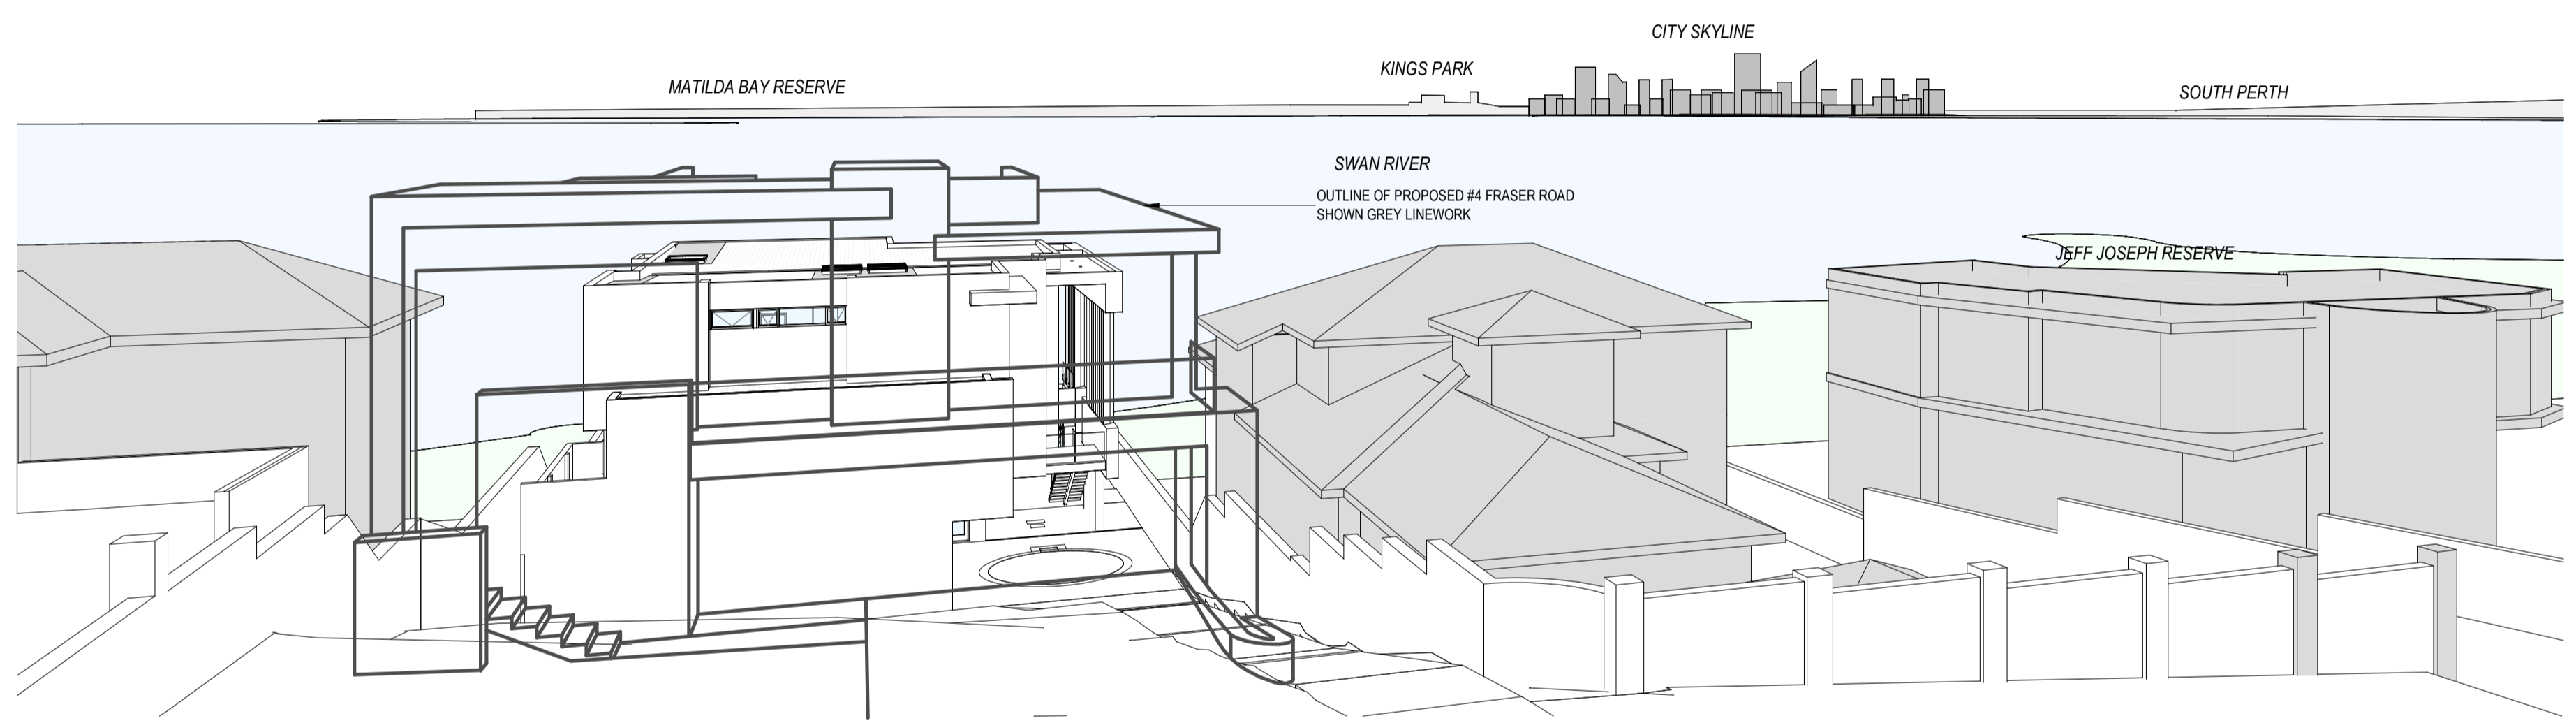 CITY SKYLINE
KINGS PARK
MATILDA BAY RESERVE
SOUTH PERTH
SWAN RIVER
OUTLINE OF PROPOSED #4 FRASER ROAD
SHOWN GREY LINEWORK
JEFF JOSEPH RESERVE